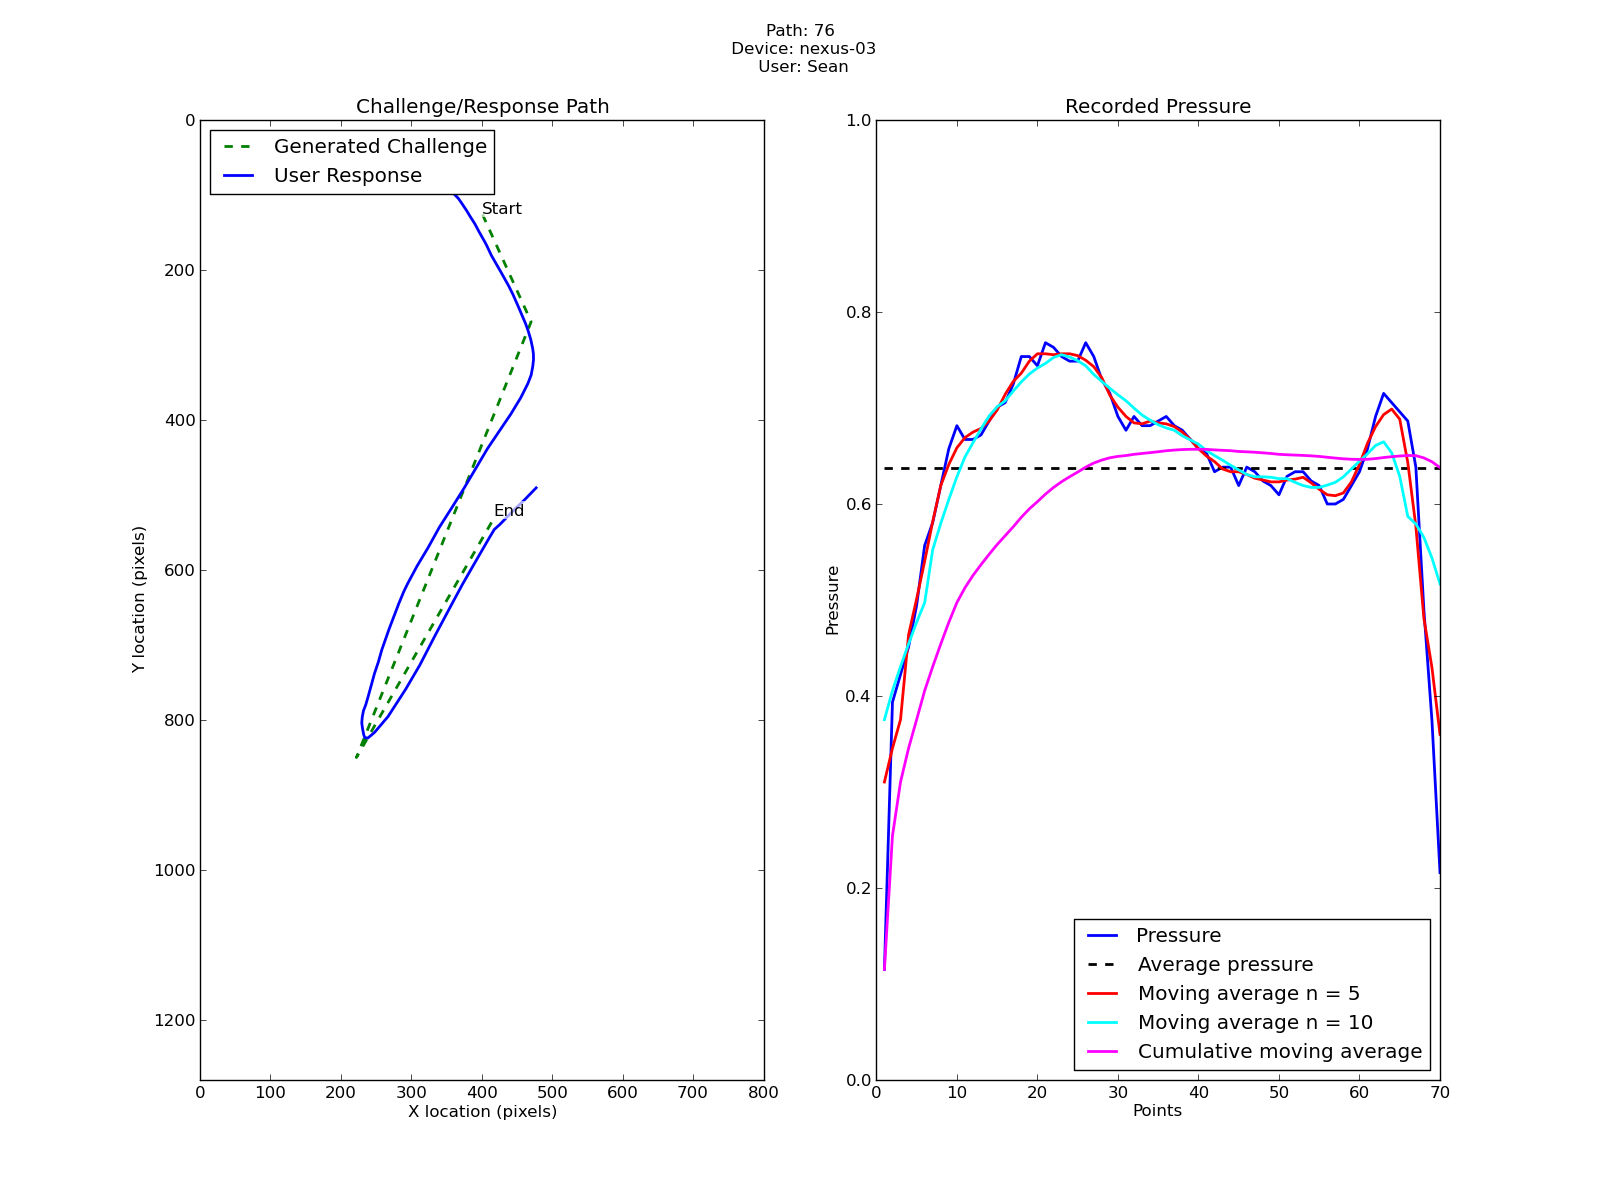 Path: 76
Device: nexus-03
User: Sean
Challenge/Response Path
Generated Challenge
User Response
Start
End
0
200
400
600
800
1000
1200
Y location (pixels)
0 100 200 300 400 500 600 700 800
X location (pixels)
Recorded Pressure
1.0
0.8
0.6
0.4
0.2
0.0
Pressure
Pressure
Average pressure
Moving average n = 5
Moving average n = 10
Cumulative moving average
0 10 20 30 40 50 60 70
Points